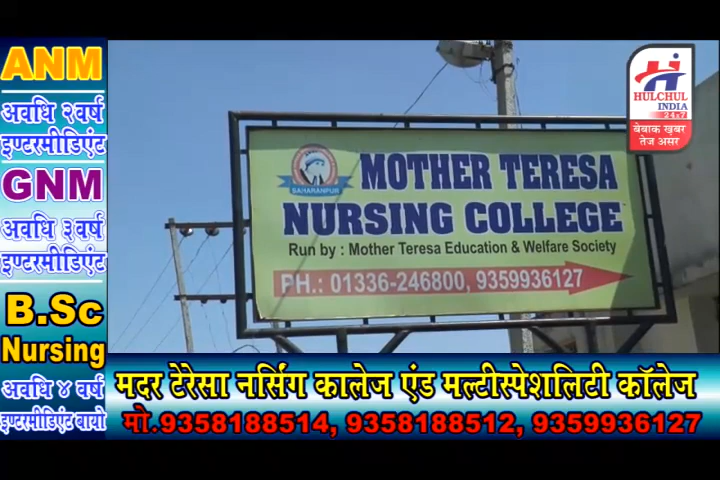 ANM
अवधि २वर्ष
इण्टरमीडिएंट
GNM
अवधि ३वर्ष
इण्टरमीडिएंट
B.Sc
Nursing
अवधि ४ वर्ष
इण्टरमीडिएंट बायो
HULCHUL
INDIA
24x7
बेबाक ख़बर
तेज असर
SAHARANPUR
MOTHER TERESA
NURSING COLLEGE
Run by : Mother Teresa Education & Welfare Society
PH.: 01336-246800, 9359936127
मदर टेरेसा नर्सिंग कालेज एंड मल्टीस्पेशलिटी कॉलेज
मो.9358188514, 9358188512, 9359936127